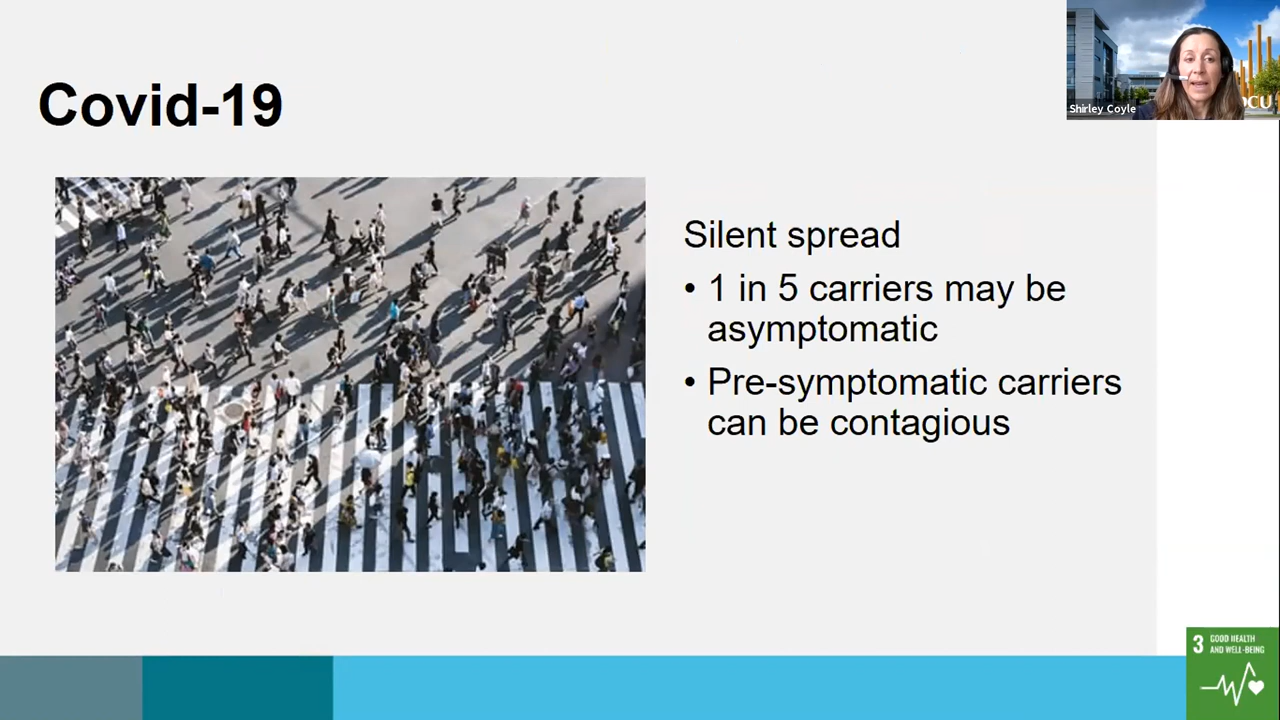 Covid-19
Shirley Coyle
DCU
Silent spread
• 1 in 5 carriers may be
asymptomatic
• Pre-symptomatic carriers
can be contagious
3 GOOD HEALTH
AND WELL-BEING